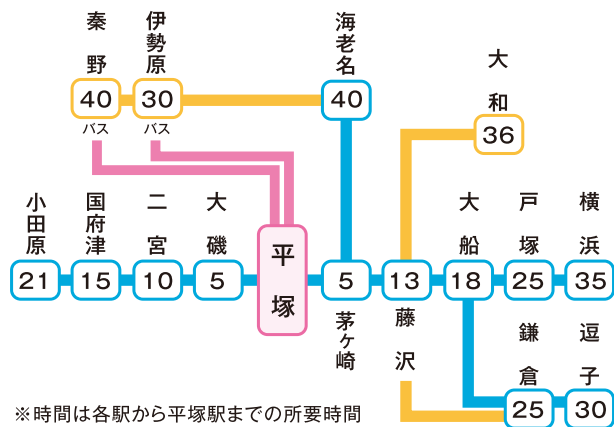 秦野
40
バス
伊勢原
30
バス
海老名
40
大和
36
小田原
21
国府津
15
二宮
10
大磯
5
平塚
5
茅ヶ崎
13
藤沢
大船
18
戸塚
25
横浜
35
鎌倉
25
逗子
30
※時間は各駅から平塚駅までの所要時間